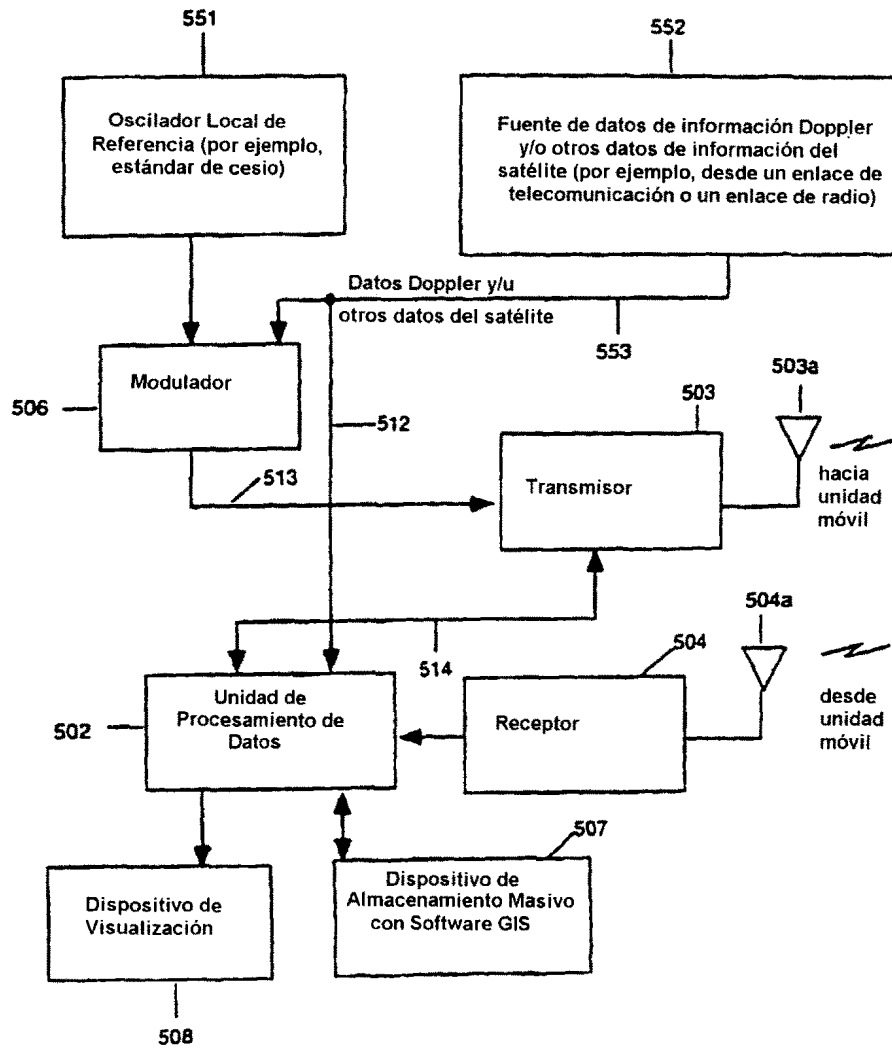 551
552
Oscilador Local de
Referencia (por ejemplo,
estándar de cesio)
Fuente de datos de información Doppler
y/o otros datos de información del
satélite (por ejemplo, desde un enlace de
telecomunicación o un enlace de radio)
Datos Doppler y/u
otros datos del satélite
553
Modulador
506
512
503
503a
513
Transmisor
hacia
unidad
móvil
514
504
504a
Unidad de
Procesamiento de
Datos
502
Receptor
desde
unidad
móvil
507
Dispositivo de
Visualización
Dispositivo de
Almacenamiento Masivo
con Software GIS
508